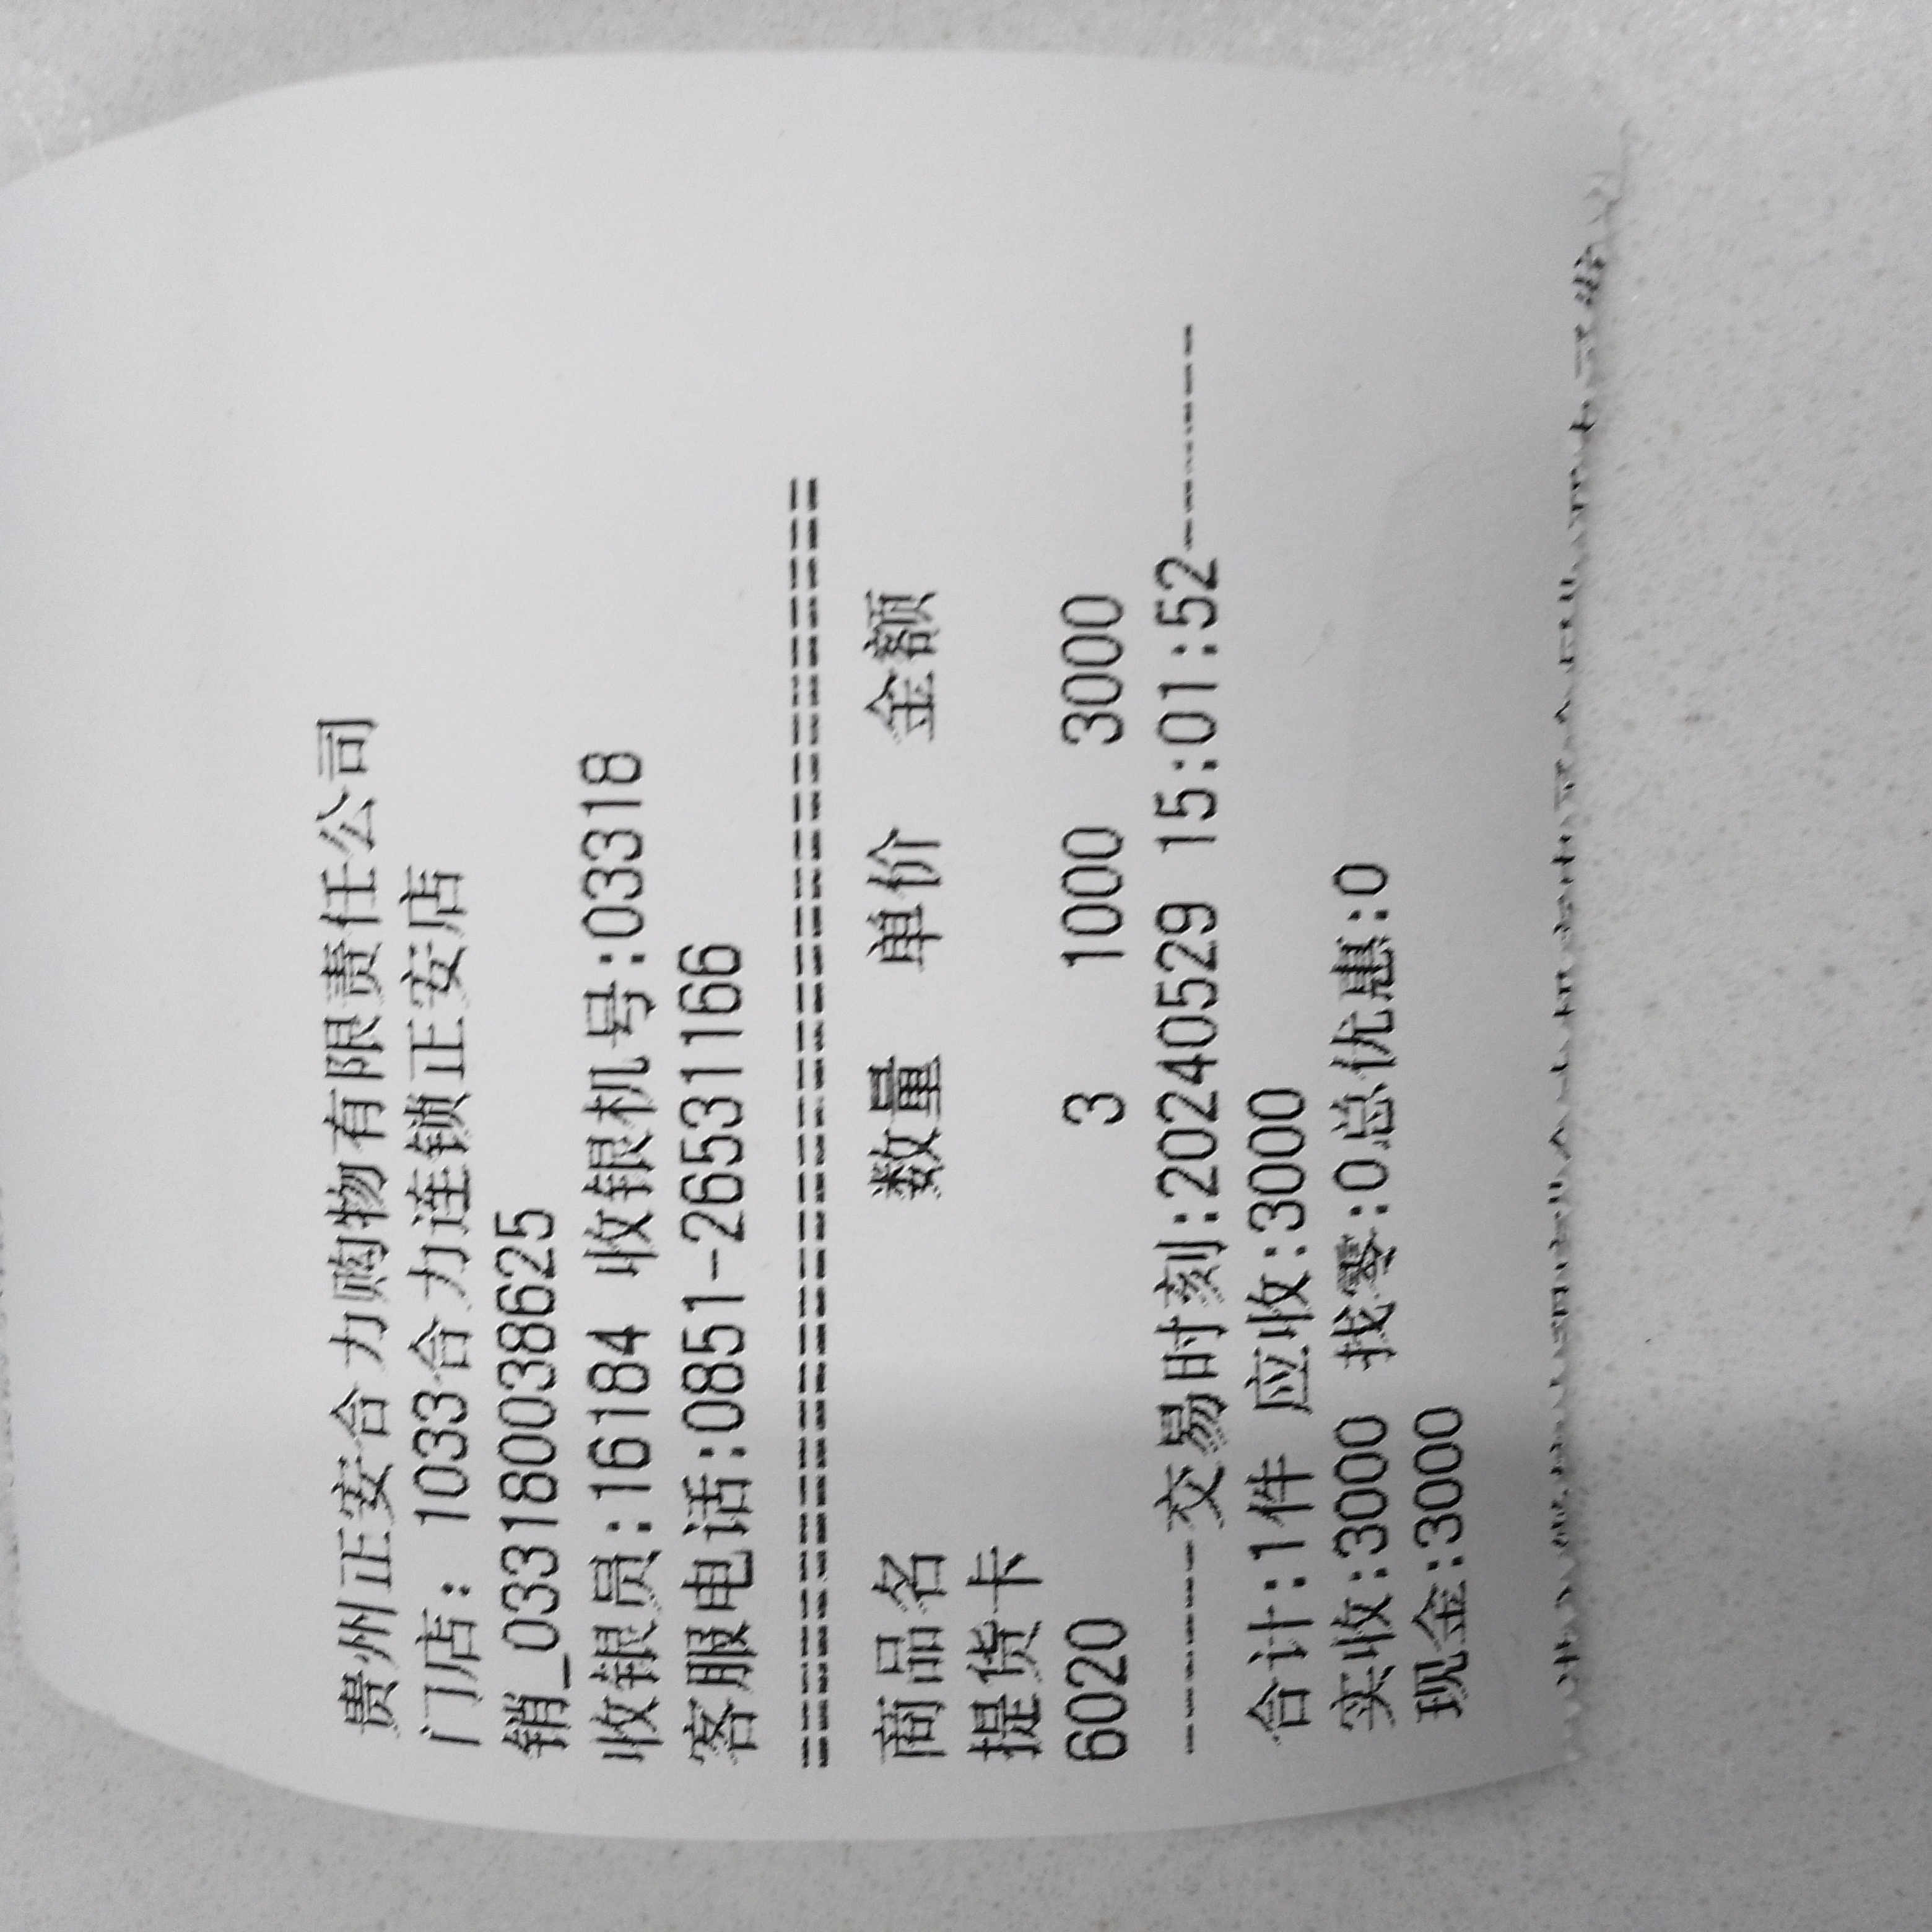 贵州正安合力购物有限责任公司
门店: 1033合力连锁正安店
销_0331800038625
收银员:16184 收银机号:03318
客服电话:0851-26531166
================================
商品名 数量 单价 金额
提货卡
6020 3 1000 3000
------交易时刻:20240529 15:01:52------
合计:1件 应收:3000
实收:3000 找零:0总优惠:0
现金:3000